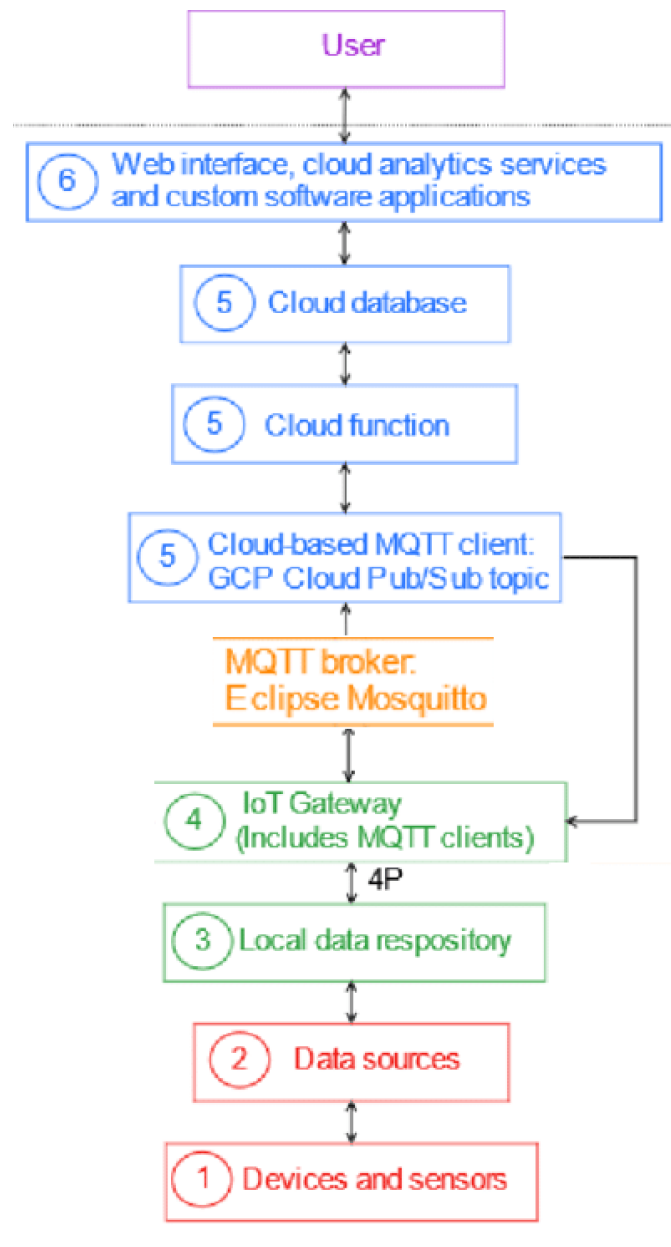 User
6
Web interface, cloud analytics services
and custom software applications
5
Cloud database
5
Cloud function
5
Cloud-based MQTT client:
GCP Cloud Pub/Sub topic
MQTT broker:
Eclipse Mosquitto
4
IoT Gateway
(Includes MQTT clients)
4P
3
Local data respository
2
Data sources
1
Devices and sensors